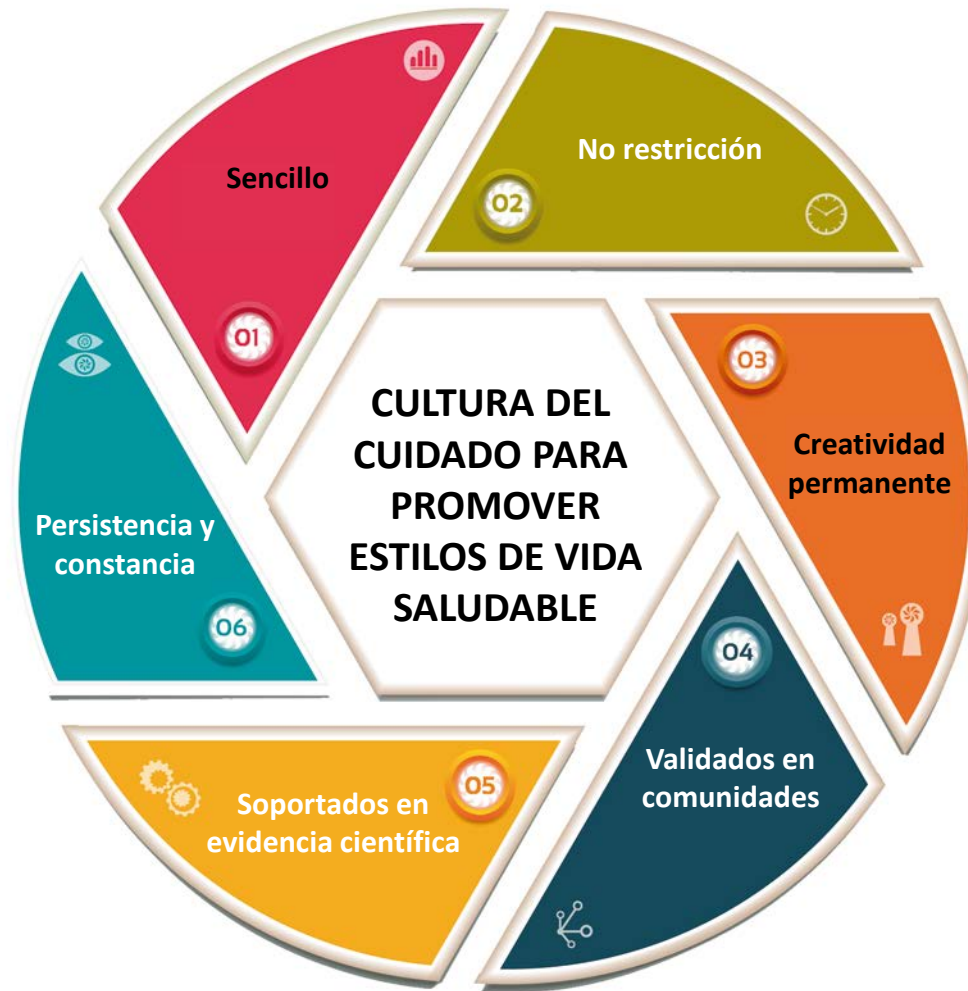 CULTURA DEL
CUIDADO PARA
PROMOVER
ESTILOS DE VIDA
SALUDABLE
01
Sencillo
02
No restricción
03
Creatividad
permanente
04
Validados en
comunidades
05
Soportados en
evidencia científica
06
Persistencia y
constancia